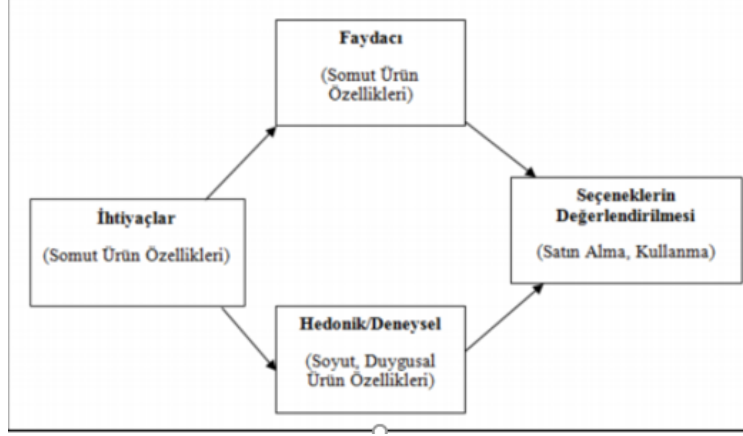 Faydacı
(Somut Ürün
Özellikleri)
İhtiyaçlar
(Somut Ürün Özellikleri)
Seçeneklerin
Değerlendirilmesi
(Satın Alma, Kullanma)
Hedonik/Deneysel
(Soyut, Duygusal
Ürün Özellikleri)